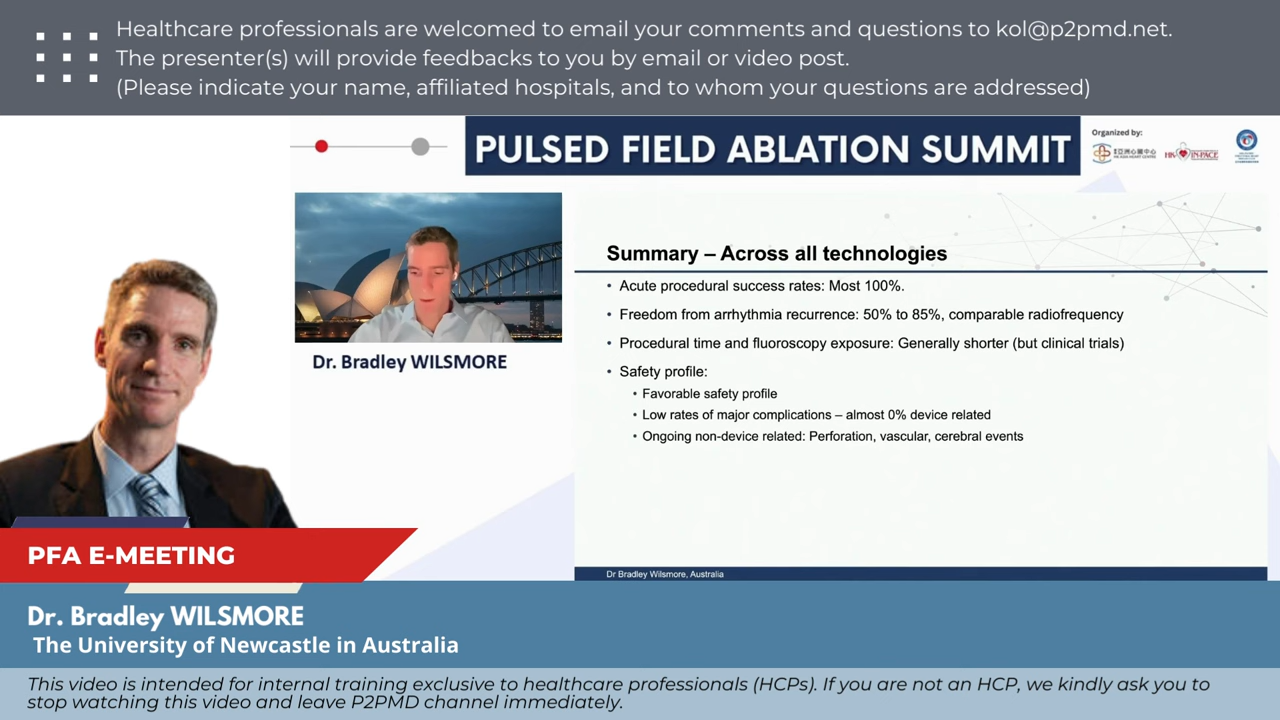 Healthcare professionals are welcomed to email your comments and questions to kol@p2pmd.net.
The presenter(s) will provide feedbacks to you by email or video post.
(Please indicate your name, affiliated hospitals, and to whom your questions are addressed)
PULSED FIELD ABLATION SUMMIT
Organized by:
Dr. Bradley WILSMORE
Summary – Across all technologies
• Acute procedural success rates: Most 100%.
• Freedom from arrhythmia recurrence: 50% to 85%, comparable radiofrequency
• Procedural time and fluoroscopy exposure: Generally shorter (but clinical trials)
• Safety profile:
• Favorable safety profile
• Low rates of major complications – almost 0% device related
• Ongoing non-device related: Perforation, vascular, cerebral events
Dr Bradley Wilsmore, Australia
PFA E-MEETING
Dr. Bradley WILSMORE
The University of Newcastle in Australia
This video is intended for internal training exclusive to healthcare professionals (HCPs). If you are not an HCP, we kindly ask you to
stop watching this video and leave P2PMD channel immediately.